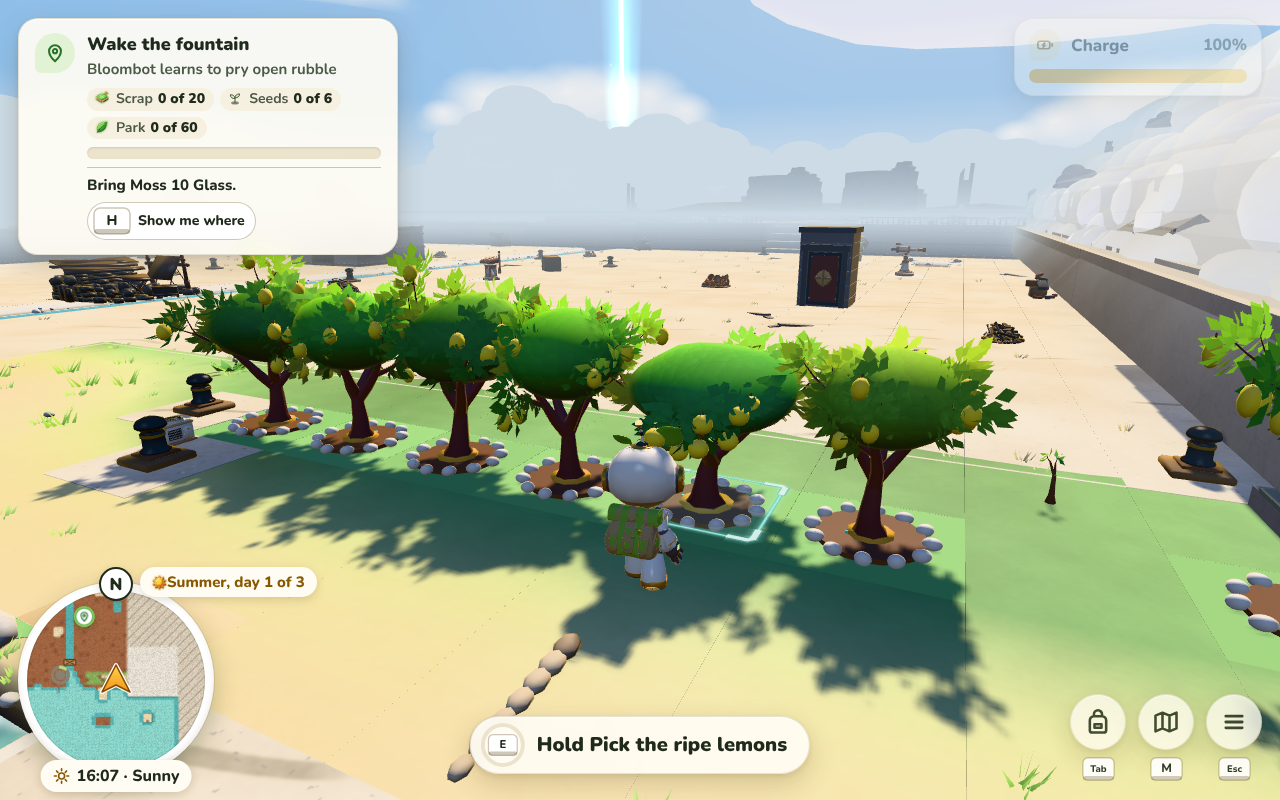 Wake the fountain
Bloombot learns to pry open rubble
Scrap 0 of 20 Seeds 0 of 6
Park 0 of 60
Bring Moss 10 Glass.
H Show me where
Charge 100%
N
Summer, day 1 of 3
16:07 · Sunny
E Hold Pick the ripe lemons
Tab M Esc